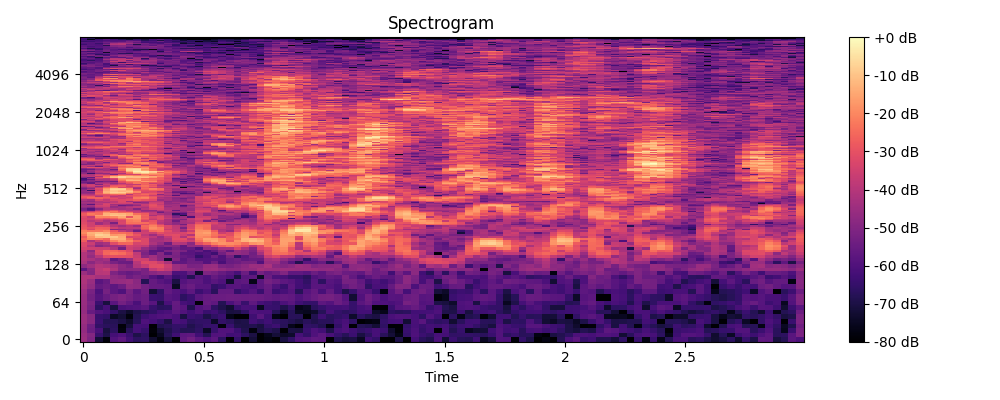 Spectrogram
+0 dB
4096
-10 dB
2048
-20 dB
1024
-30 dB
Hz
512
-40 dB
256
-50 dB
128
-60 dB
64
-70 dB
0
-80 dB
0 0.5 1 1.5 2 2.5
Time